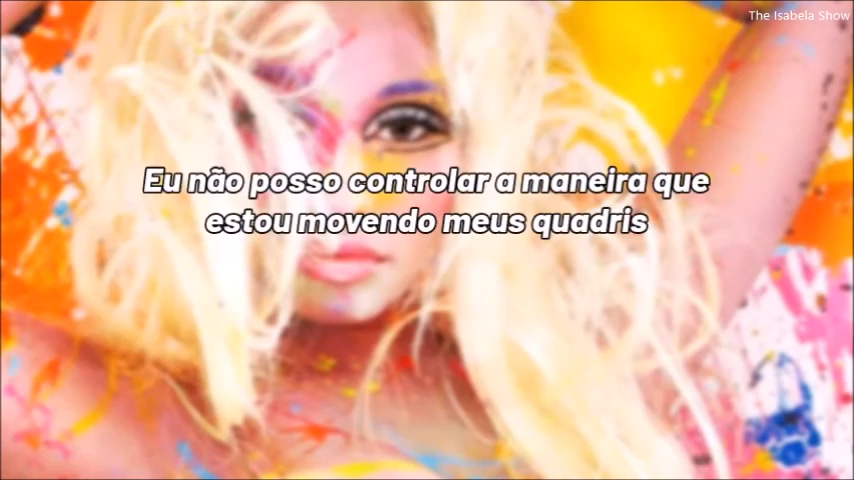 The Isabela Show
Eu não posso controlar a maneira que
estou movendo meus quadris